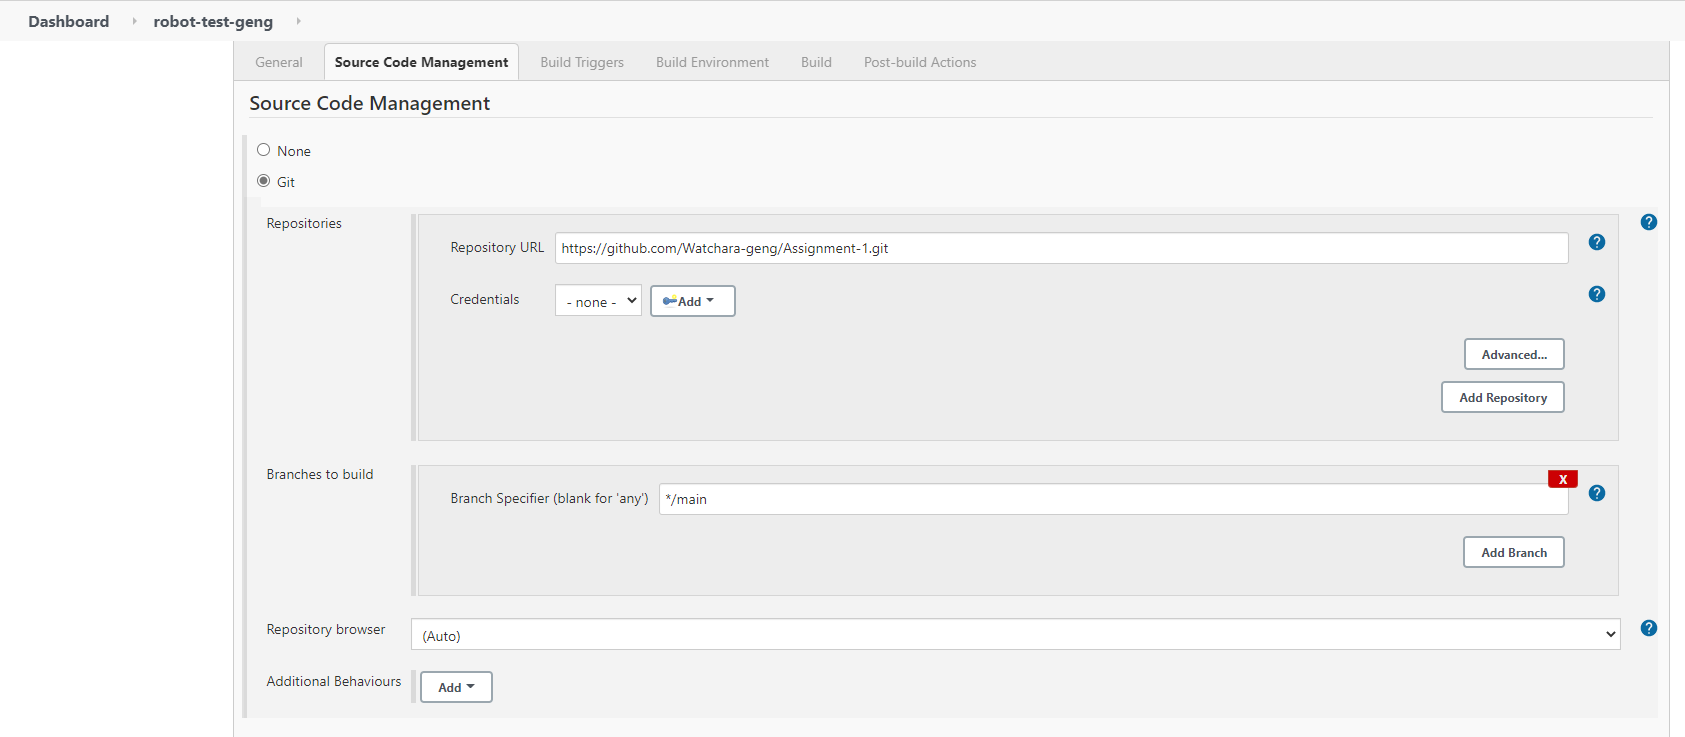 Dashboard robot-test-geng
General Source Code Management Build Triggers Build Environment Build Post-build Actions
Source Code Management
None
Git
Repositories
?
Repository URL https://github.com/Watchara-geng/Assignment-1.git ?
Credentials - none - Add ?
Advanced...
Add Repository
Branches to build
X
Branch Specifier (blank for 'any') */main ?
Add Branch
Repository browser (Auto) ?
Additional Behaviours Add